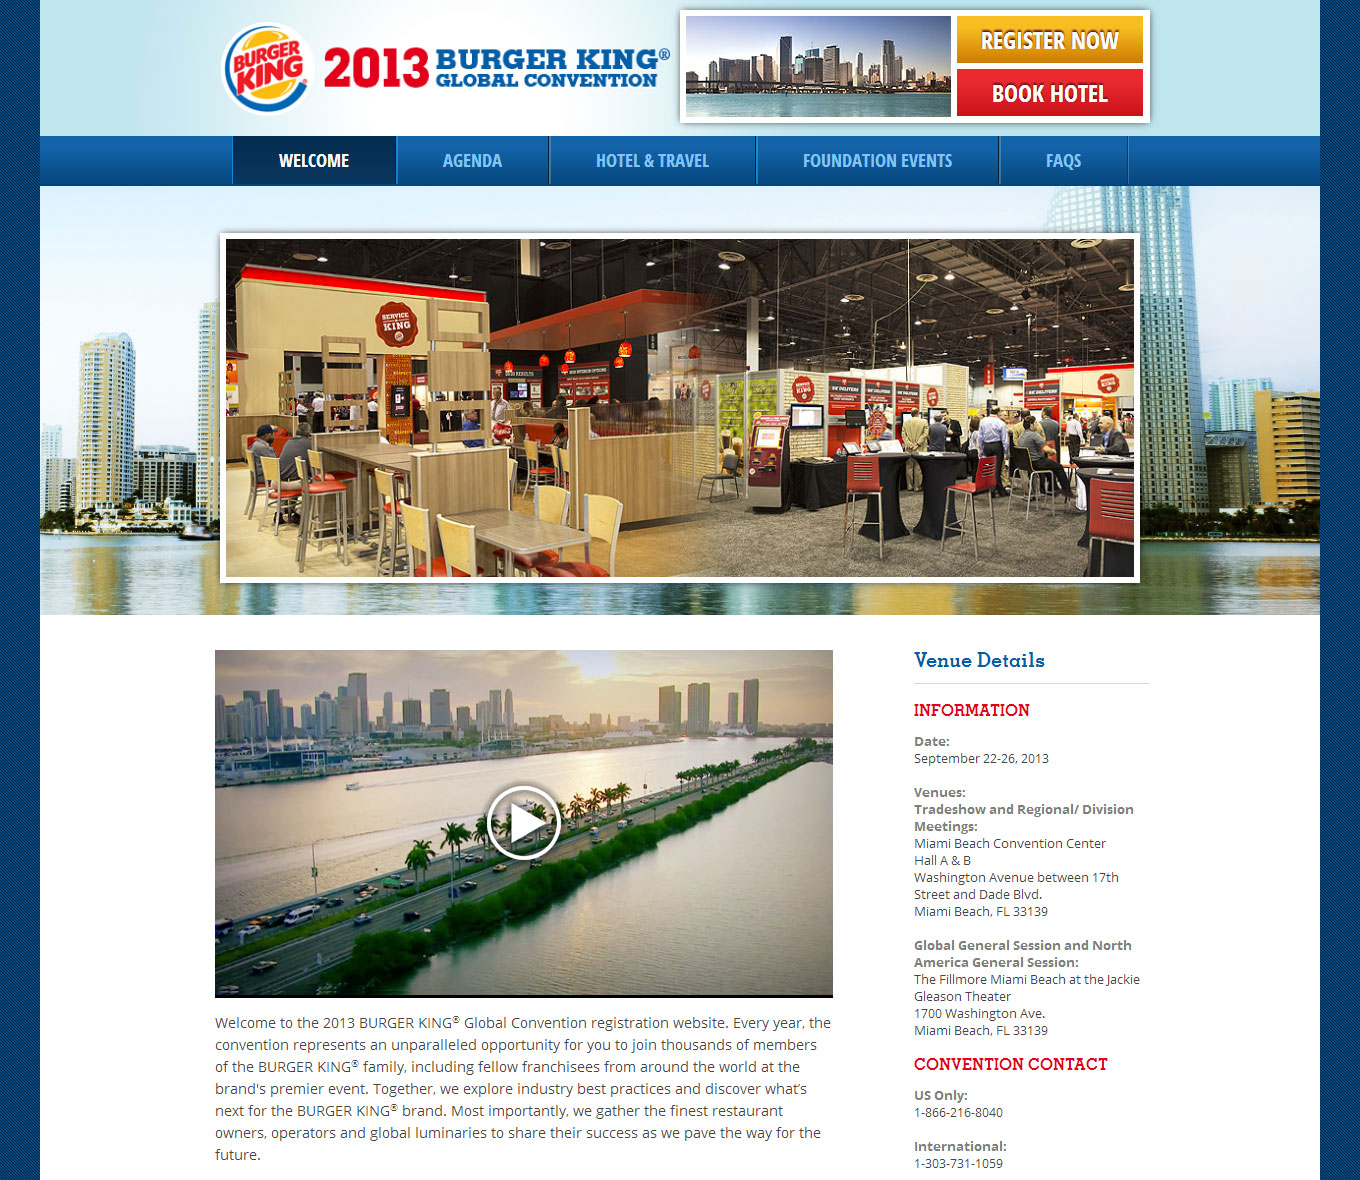 BURGER
KING
2013 BURGER KING®
GLOBAL CONVENTION
REGISTER NOW
BOOK HOTEL
WELCOME
AGENDA
HOTEL & TRAVEL
FOUNDATION EVENTS
FAQS
SERVICE
KING
Venue Details
INFORMATION
Date:
September 22-26, 2013
Venues:
Tradeshow and Regional/ Division
Meetings:
Miami Beach Convention Center
Hall A & B
Washington Avenue between 17th
Street and Dade Blvd.
Miami Beach, FL 33139
Global General Session and North
America General Session:
The Fillmore Miami Beach at the Jackie
Gleason Theater
1700 Washington Ave.
Miami Beach, FL 33139
CONVENTION CONTACT
US Only:
1-866-216-8040
International:
1-303-731-1059
Welcome to the 2013 BURGER KING® Global Convention registration website. Every year, the
convention represents an unparalleled opportunity for you to join thousands of members
of the BURGER KING® family, including fellow franchisees from around the world at the
brand's premier event. Together, we explore industry best practices and discover what's
next for the BURGER KING® brand. Most importantly, we gather the finest restaurant
owners, operators and global luminaries to share their success as we pave the way for the
future.